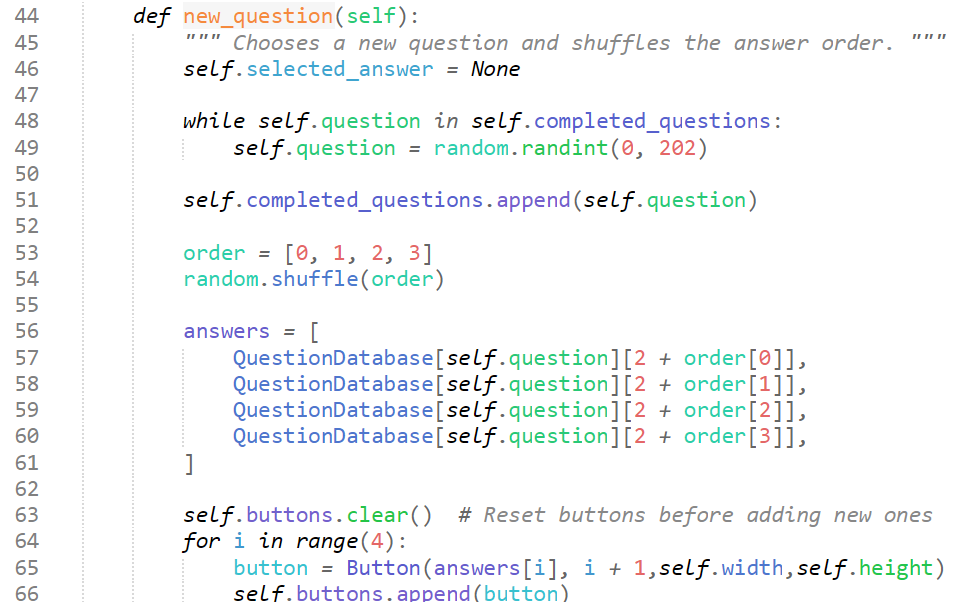 44 def new_question(self):
45 """ Chooses a new question and shuffles the answer order. """
46 self.selected_answer = None
47
48 while self.question in self.completed_questions:
49 self.question = random.randint(0, 202)
50
51 self.completed_questions.append(self.question)
52
53 order = [0, 1, 2, 3]
54 random.shuffle(order)
55
56 answers = [
57 QuestionDatabase[self.question][2 + order[0]],
58 QuestionDatabase[self.question][2 + order[1]],
59 QuestionDatabase[self.question][2 + order[2]],
60 QuestionDatabase[self.question][2 + order[3]],
61 ]
62
63 self.buttons.clear()  # Reset buttons before adding new ones
64 for i in range(4):
65 button = Button(answers[i], i + 1,self.width,self.height)
66 self.buttons.append(button)